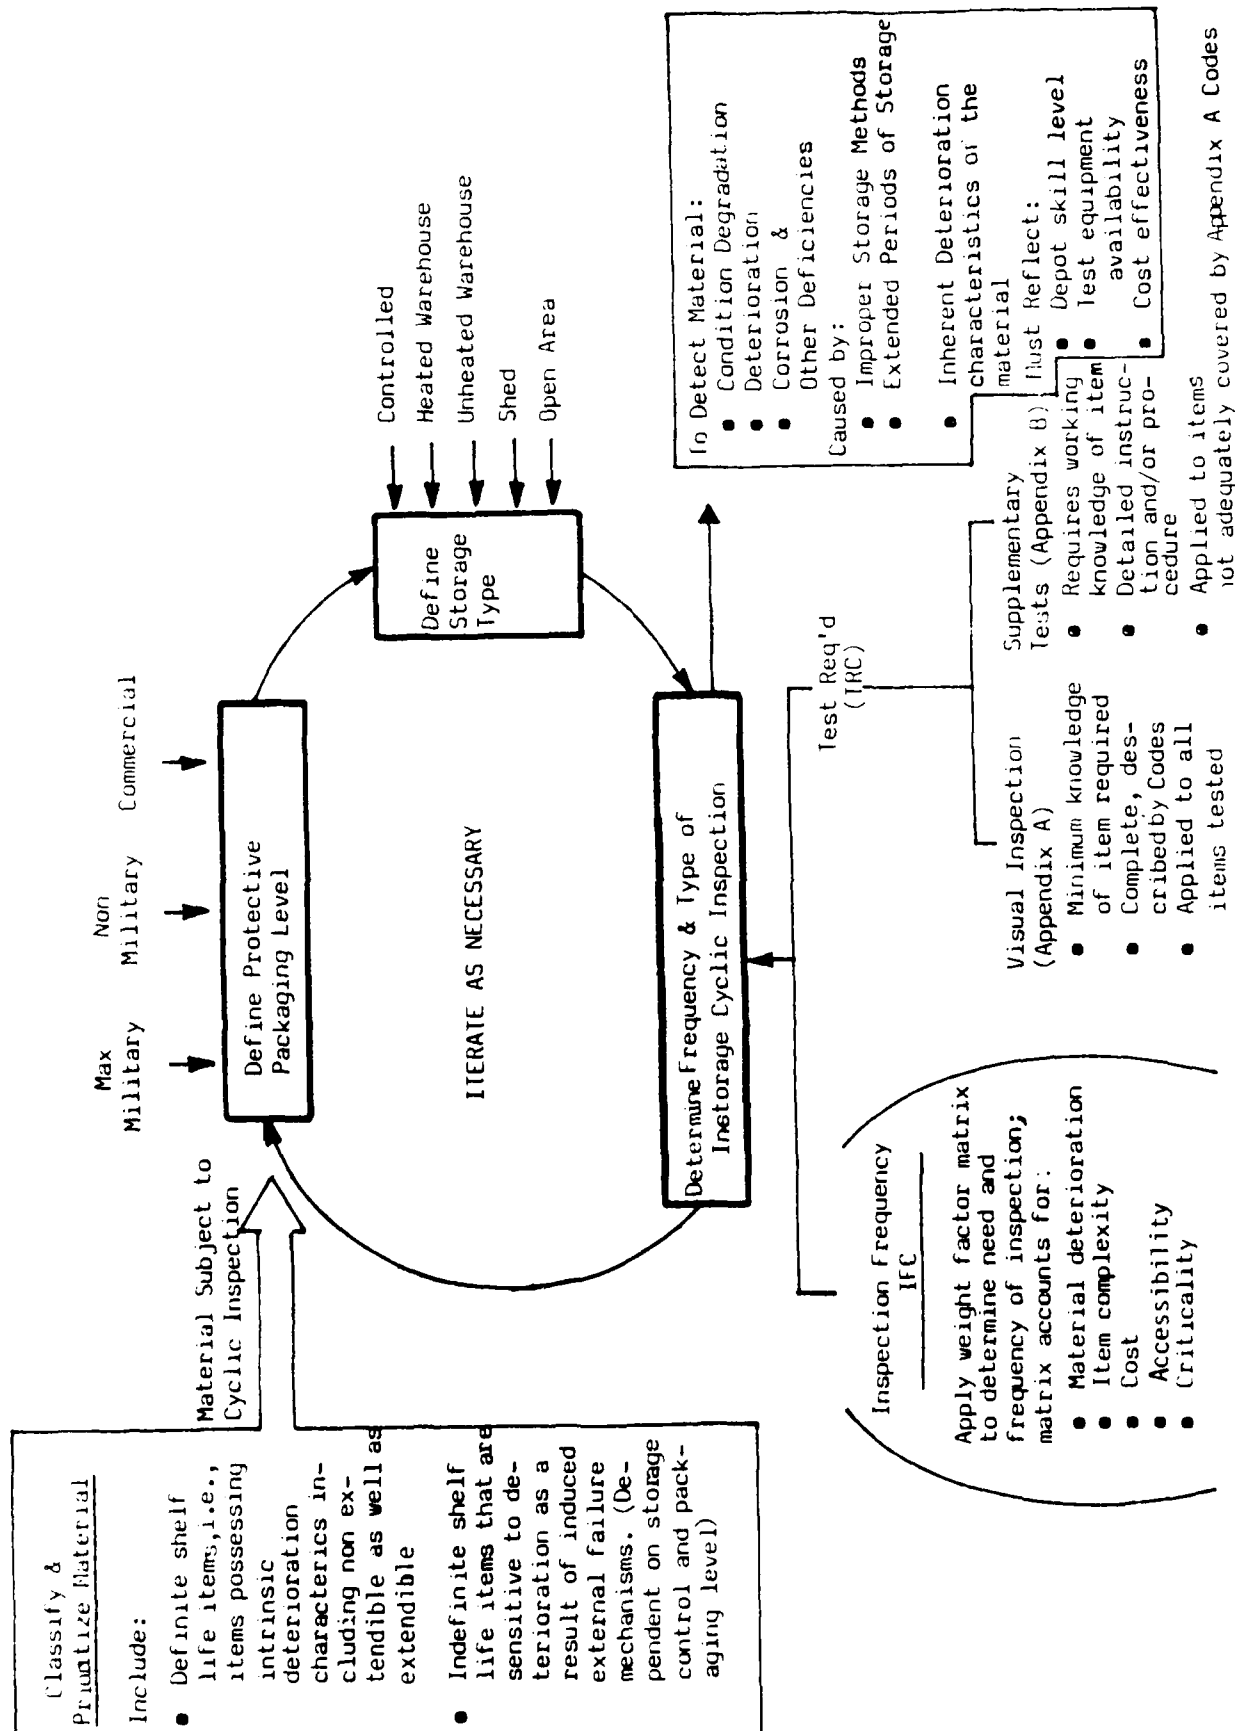 Classify &
Prioritize Material
Include:
● Definite shelf
life items, i.e.,
items possessing
intrinsic
deterioration
characterics in-
cluding non ex-
tendible as well as
extendible
● Indefinite shelf
life items that are
sensitive to de-
terioration as a
result of induced
external failure
mechanisms. (De-
pendent on storage
control and pack-
aging level)
Material Subject to
Cyclic Inspection
Max
Military
Non
Military
Commercial
Define Protective
Packaging Level
ITERATE AS NECESSARY
Define
Storage
Type
Controlled
Heated Warehouse
Unheated Warehouse
Shed
Open Area
Determine Frequency & Type of
Instorage Cyclic Inspection
To Detect Material:
● Condition Degradation
● Deterioration
● Corrosion &
Other Deficiencies
Caused by:
● Improper Storage Methods
● Extended Periods of Storage
● Inherent Deterioration
characteristics of the
material
Must Reflect:
● Depot skill level
● Test equipment
availability
● Cost effectiveness
Inspection Frequency
IFC
Apply weight factor matrix
to determine need and
frequency of inspection;
matrix accounts for:
● Material deterioration
● Item complexity
● Cost
● Accessibility
● Criticality
Test Req'd
(TRC)
Visual Inspection
(Appendix A)
● Minimum knowledge
of item required
● Complete, des-
cribed by Codes
● Applied to all
items tested
Supplementary
Tests (Appendix B)
● Requires working
knowledge of item
● Detailed instruc-
tion and/or pro-
cedure
● Applied to items
not adequately covered by Appendix A Codes